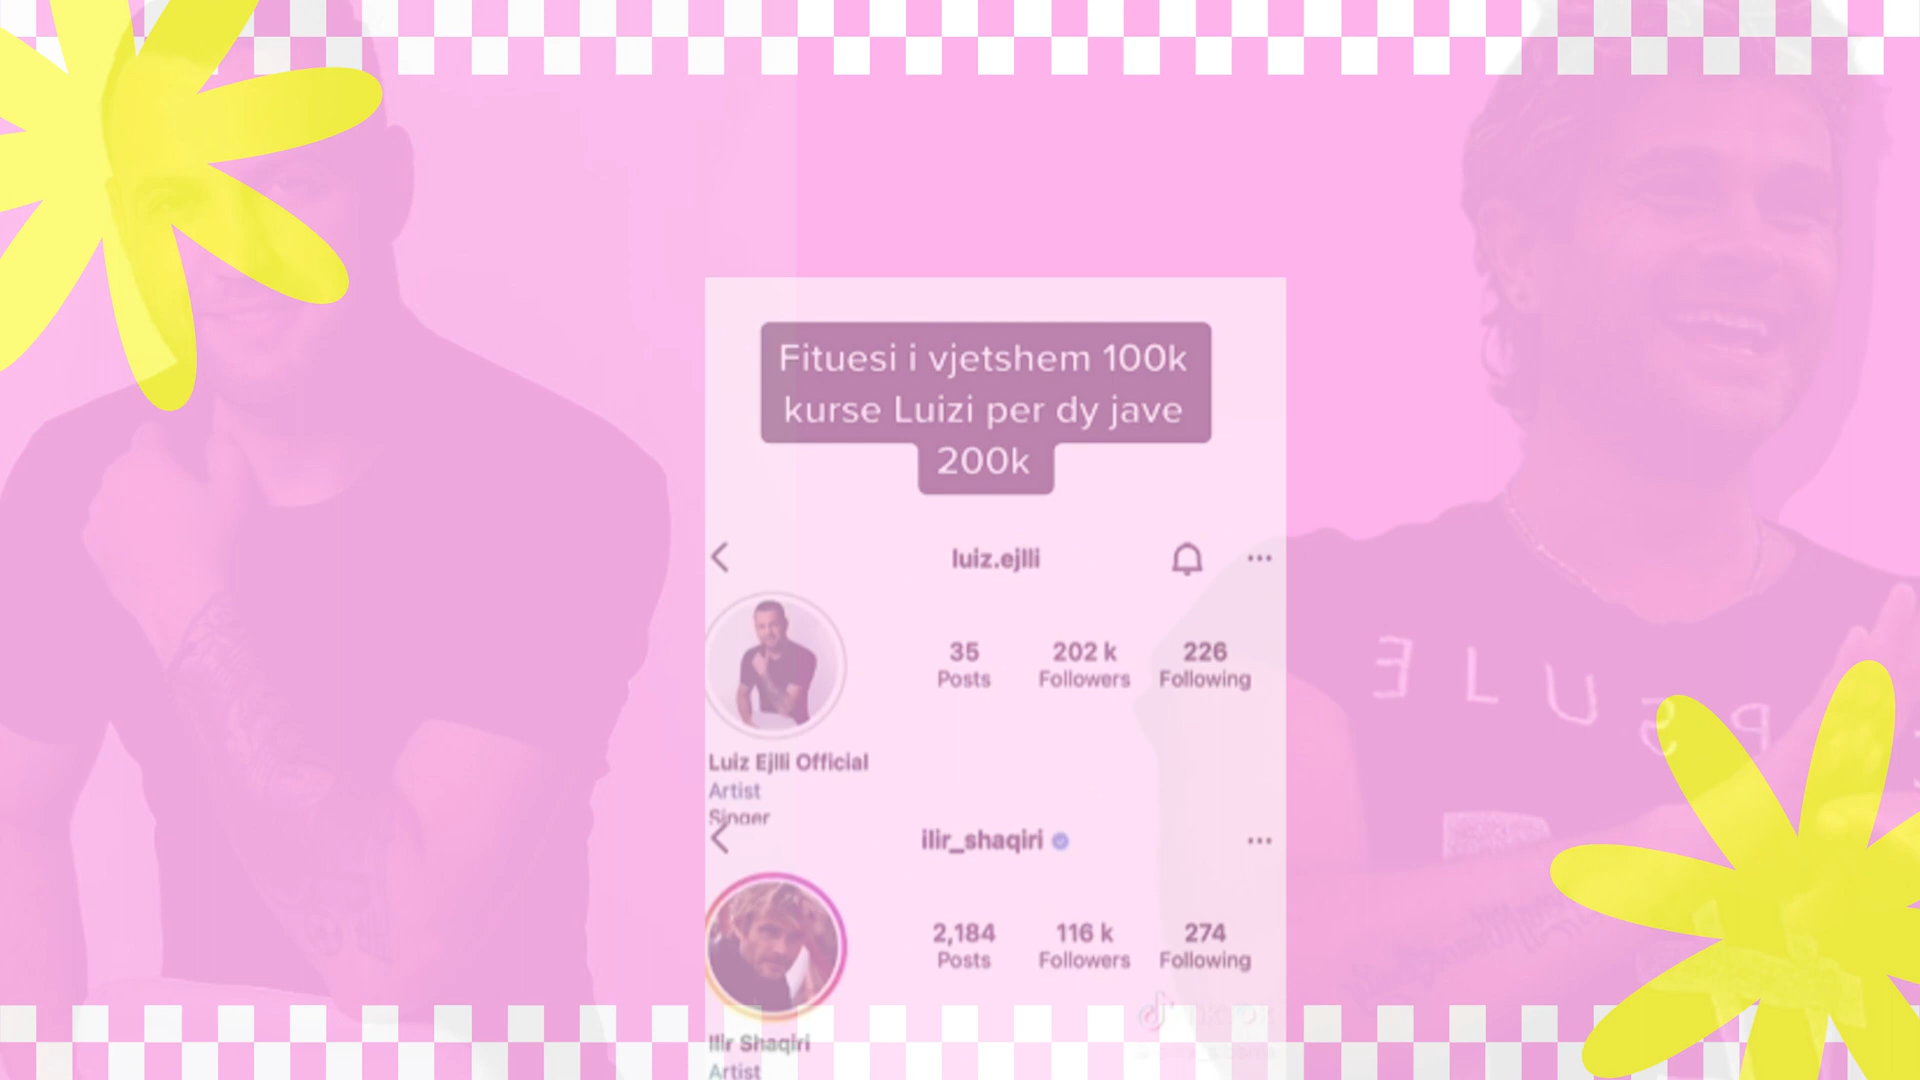 Fituesi i vjetshem 100k
kurse Luizi per dy jave
200k
luiz.ejlli
35
Posts
202 k
Followers
226
Following
Luiz Ejlli Official
Artist
Singer
ilir_shaqiri
2,184
Posts
116 k
Followers
274
Following
Ilir Shaqiri
Artist
PSULE